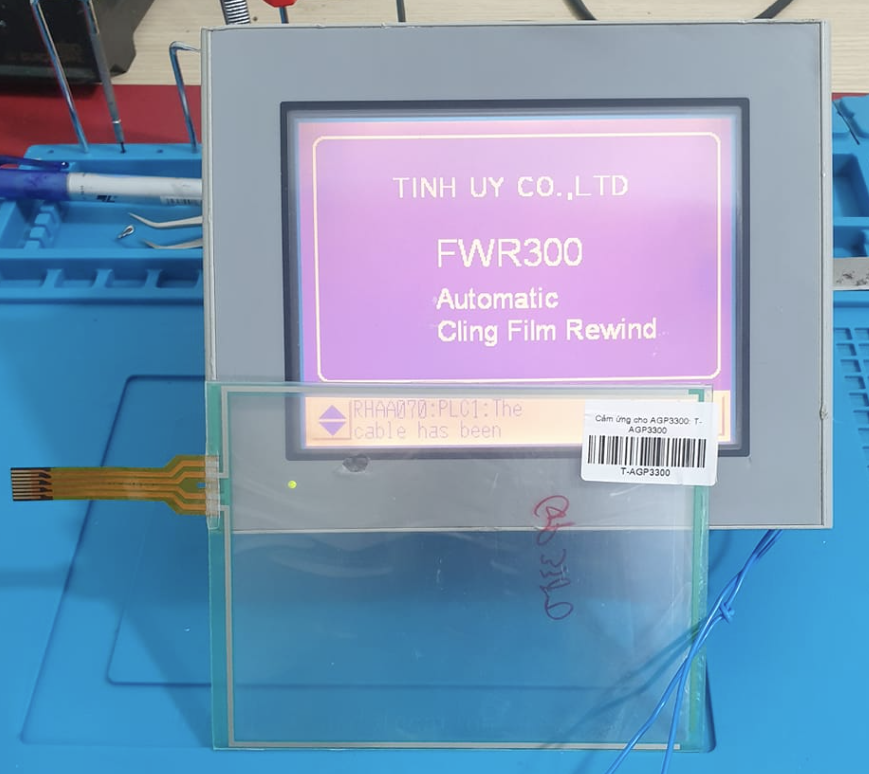 TINH UY CO.,LTD
FWR300
Automatic
Cling Film Rewind
RHAA070:PLC1:The
cable has been
Cảm ứng cho AGP3300: T-
AGP3300
T-AGP3300